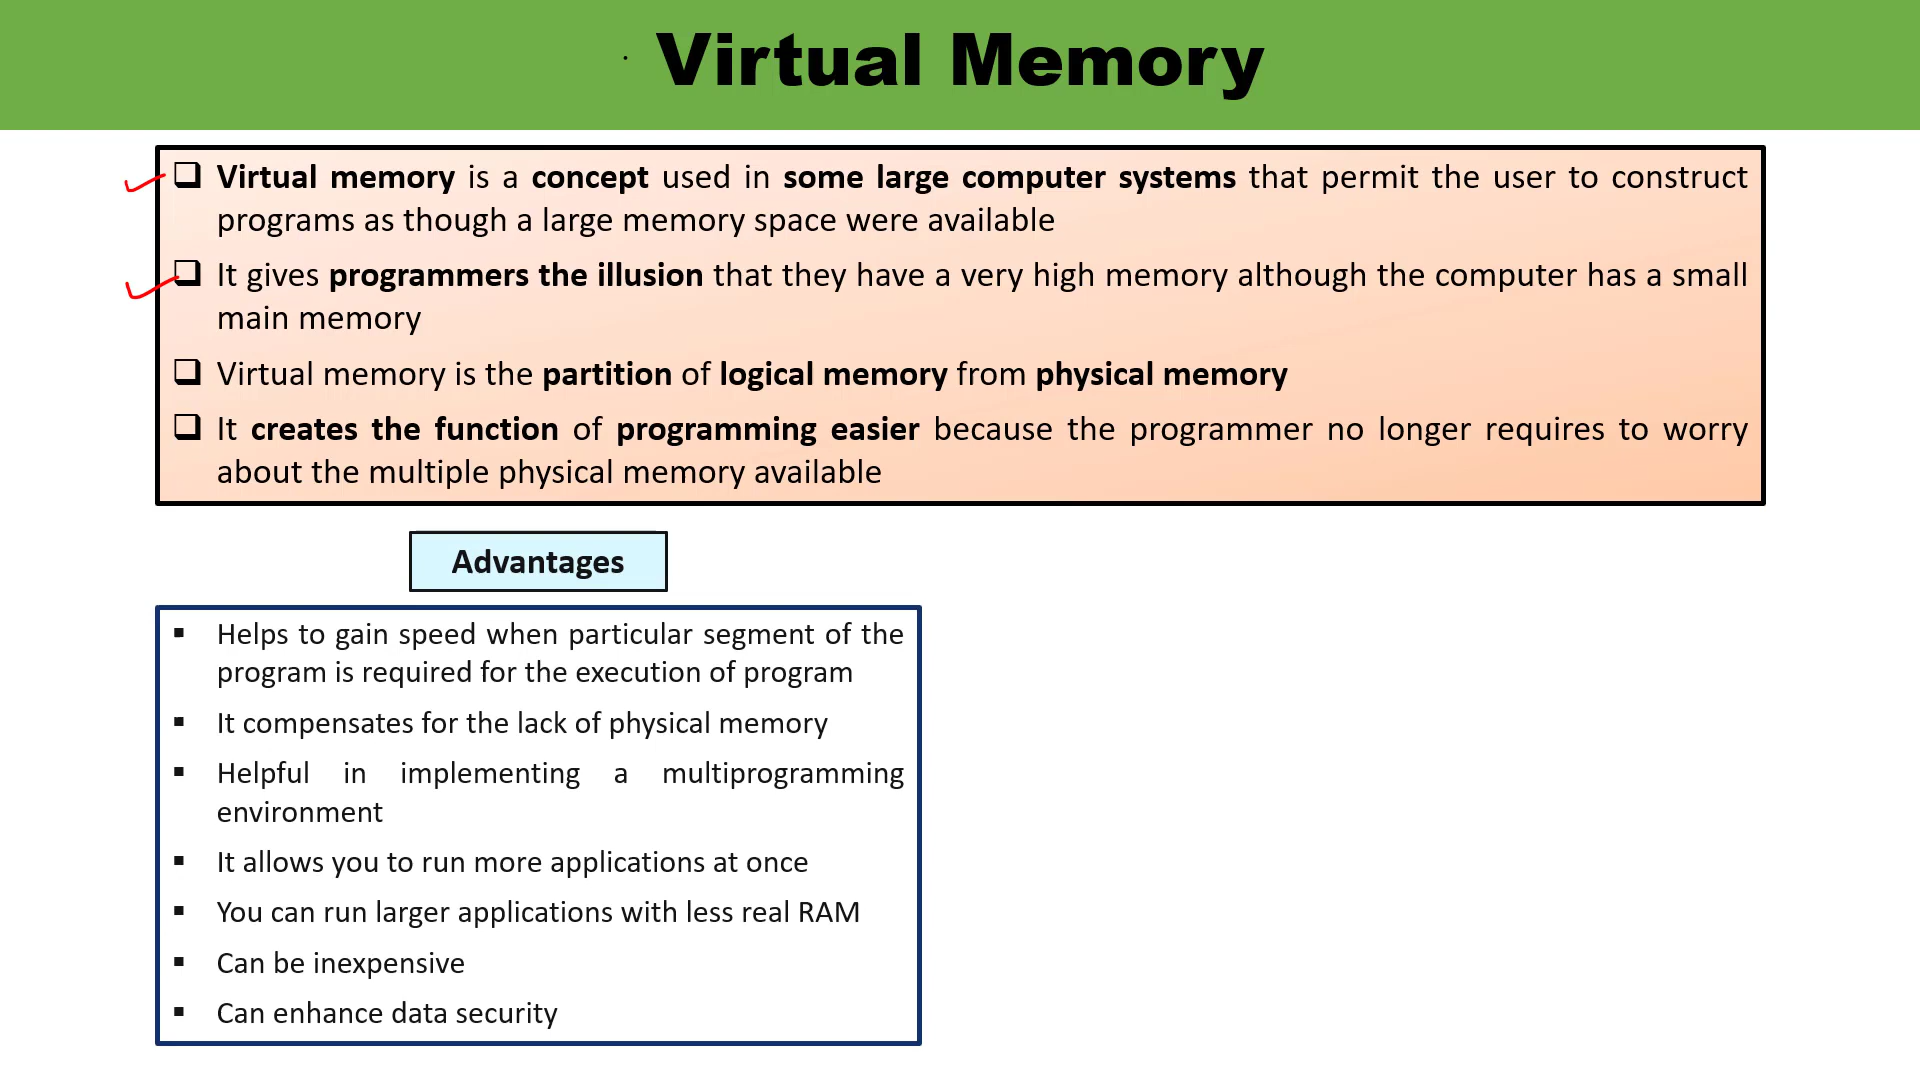 Virtual Memory
❑ Virtual memory is a concept used in some large computer systems that permit the user to construct
programs as though a large memory space were available
❑ It gives programmers the illusion that they have a very high memory although the computer has a small
main memory
❑ Virtual memory is the partition of logical memory from physical memory
❑ It creates the function of programming easier because the programmer no longer requires to worry
about the multiple physical memory available
Advantages
▪ Helps to gain speed when particular segment of the
program is required for the execution of program
▪ It compensates for the lack of physical memory
▪ Helpful in implementing a multiprogramming
environment
▪ It allows you to run more applications at once
▪ You can run larger applications with less real RAM
▪ Can be inexpensive
▪ Can enhance data security